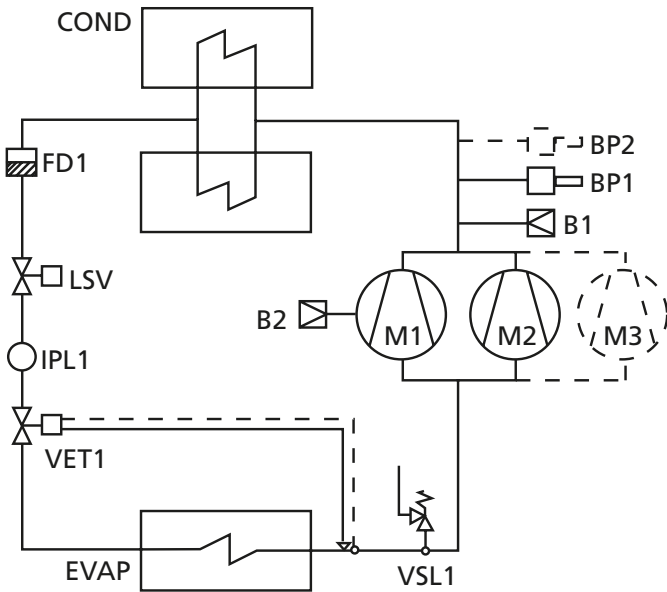 COND
BP2
FD1
BP1
B1
LSV
B2
M1
M2
M3
IPL1
VET1
EVAP
VSL1